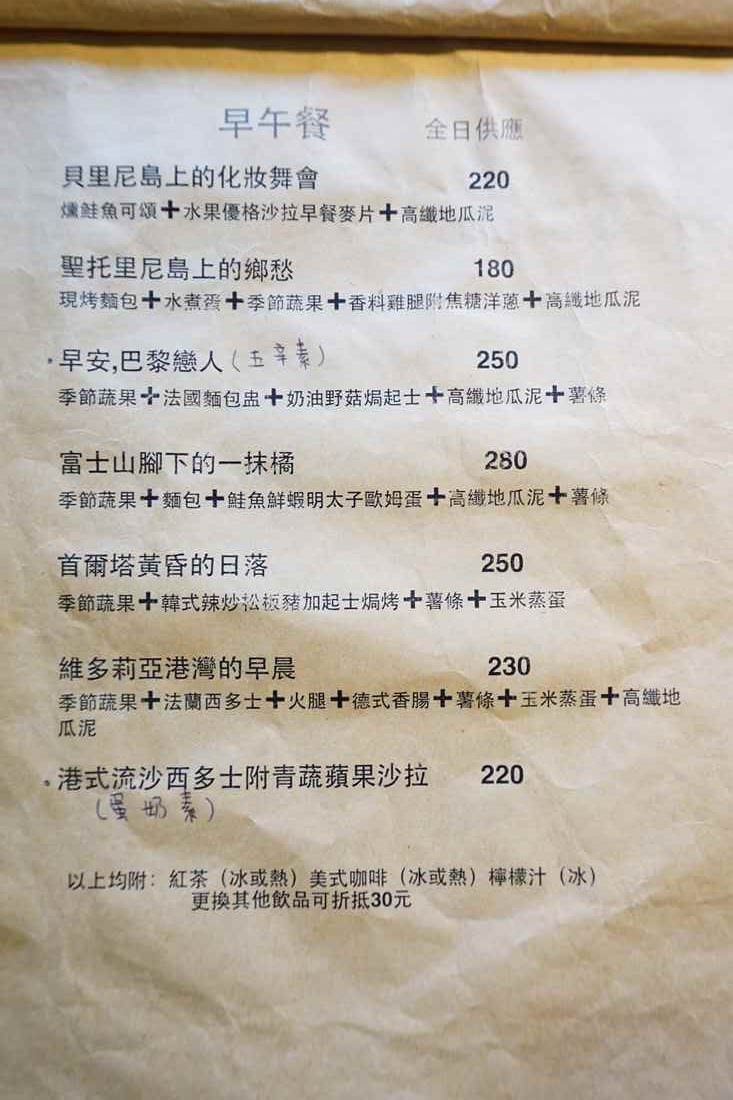 早午餐 全日供應
貝里尼島上的化妝舞會 220
燻鮭魚可頌+水果優格沙拉早餐麥片+高纖地瓜泥
聖托里尼島上的鄉愁 180
現烤麵包+水煮蛋+季節蔬果+香料雞腿附焦糖洋蔥+高纖地瓜泥
·早安,巴黎戀人(五辛素) 250
季節蔬果+法國麵包盅+奶油野菇焗起士+高纖地瓜泥+薯條
富士山腳下的一抹橘 280
季節蔬果+麵包+鮭魚鮮蝦明太子歐姆蛋+高纖地瓜泥+薯條
首爾塔黃昏的日落 250
季節蔬果+韓式辣炒松板豬加起士焗烤+薯條+玉米蒸蛋
維多莉亞港灣的早晨 230
季節蔬果+法蘭西多士+火腿+德式香腸+薯條+玉米蒸蛋+高纖地
瓜泥
·港式流沙西多士附青蔬蘋果沙拉 220
(蛋奶素)
以上均附：紅茶（冰或熱）美式咖啡（冰或熱）檸檬汁（冰）
更換其他飲品可折抵30元